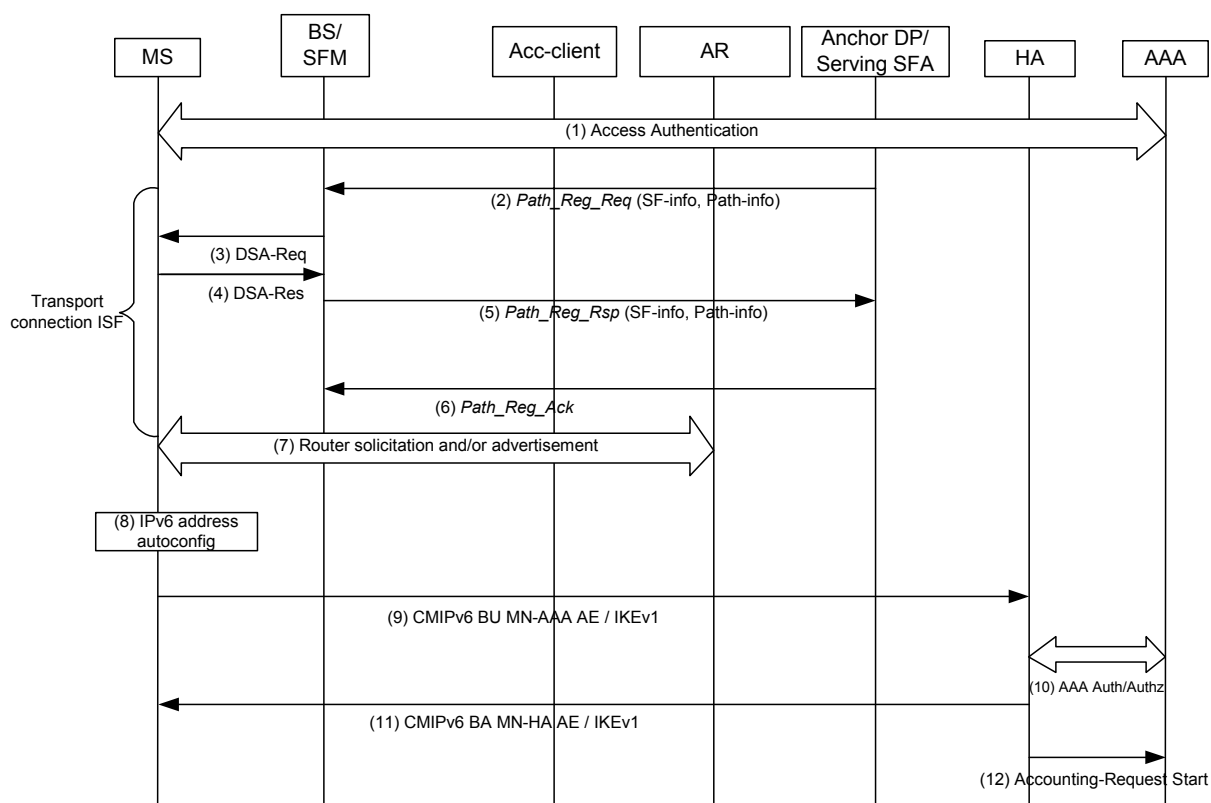 MS
BS/
SFM
Acc-client
AR
Anchor DP/
Serving SFA
HA
AAA
(1) Access Authentication
(2) Path_Reg_Req (SF-info, Path-info)
(3) DSA-Req
(4) DSA-Res
Transport
connection ISF
(5) Path_Reg_Rsp (SF-info, Path-info)
(6) Path_Reg_Ack
(7) Router solicitation and/or advertisement
(8) IPv6 address
autoconfig
(9) CMIPv6 BU MN-AAA AE / IKEv1
(10) AAA Auth/Authz
(11) CMIPv6 BA MN-HA AE / IKEv1
(12) Accounting-Request Start